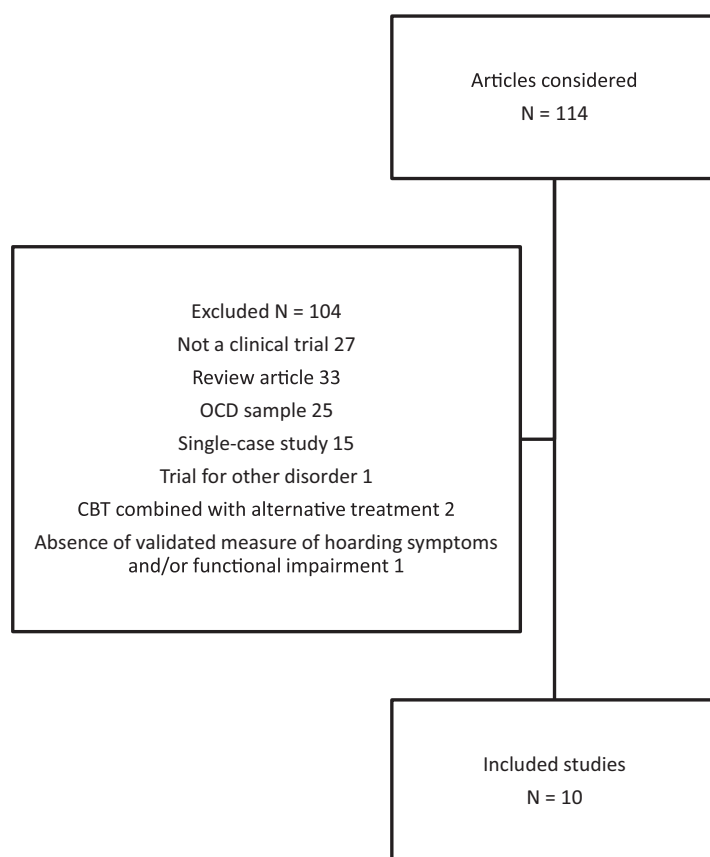 Articles considered
N = 114
Excluded N = 104
Not a clinical trial 27
Review article 33
OCD sample 25
Single-case study 15
Trial for other disorder 1
CBT combined with alternative treatment 2
Absence of validated measure of hoarding symptoms
and/or functional impairment 1
Included studies
N = 10